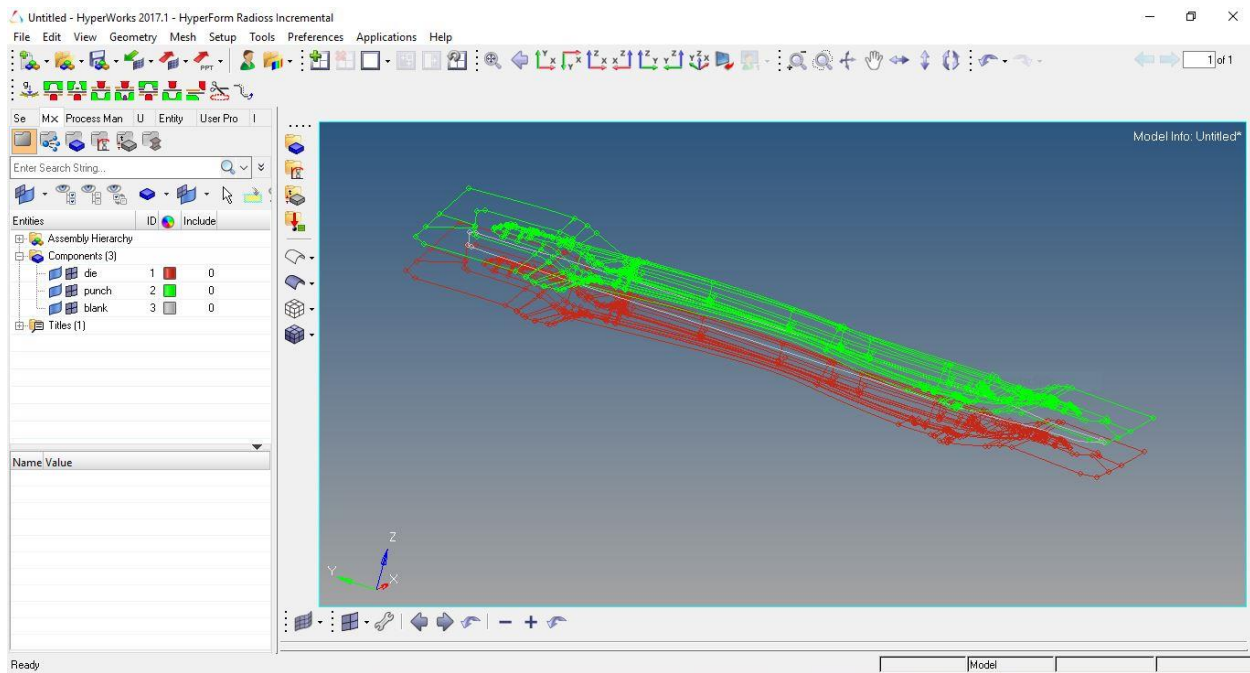 Untitled - HyperWorks 2017.1 - HyperForm Radioss Incremental
File Edit View Geometry Mesh Setup Tools Preferences Applications Help
PPT
1 of 1
Se M Process Man U Entity User Pro I
Model Info: Untitled*
Enter Search String...
Entities ID Include
Assembly Hierarchy
Components (3)
die 1 0
punch 2 0
blank 3 0
Titles (1)
Name Value
Z
Y
X
Ready
Model